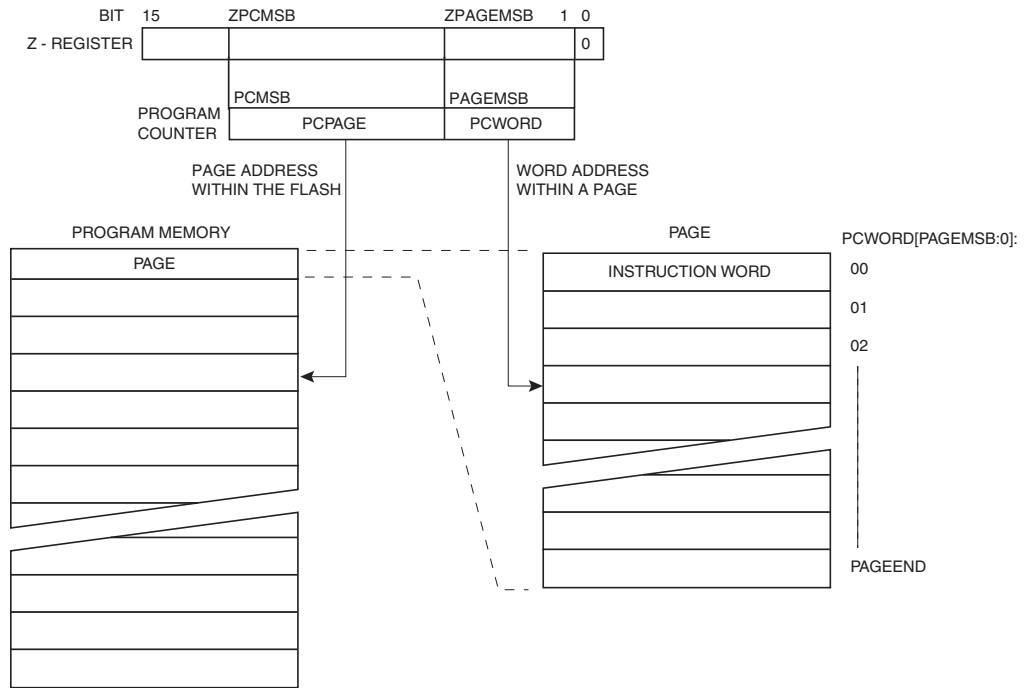 BIT 15 ZPCMSB ZPAGEMSB 1 0
Z - REGISTER 0
PCMSB PAGEMSB
PROGRAM
COUNTER
PCPAGE PCWORD
PAGE ADDRESS
WITHIN THE FLASH
WORD ADDRESS
WITHIN A PAGE
PROGRAM MEMORY
PAGE
PAGE
INSTRUCTION WORD
PCWORD[PAGEMSB:0]:
00
01
02
PAGEEND